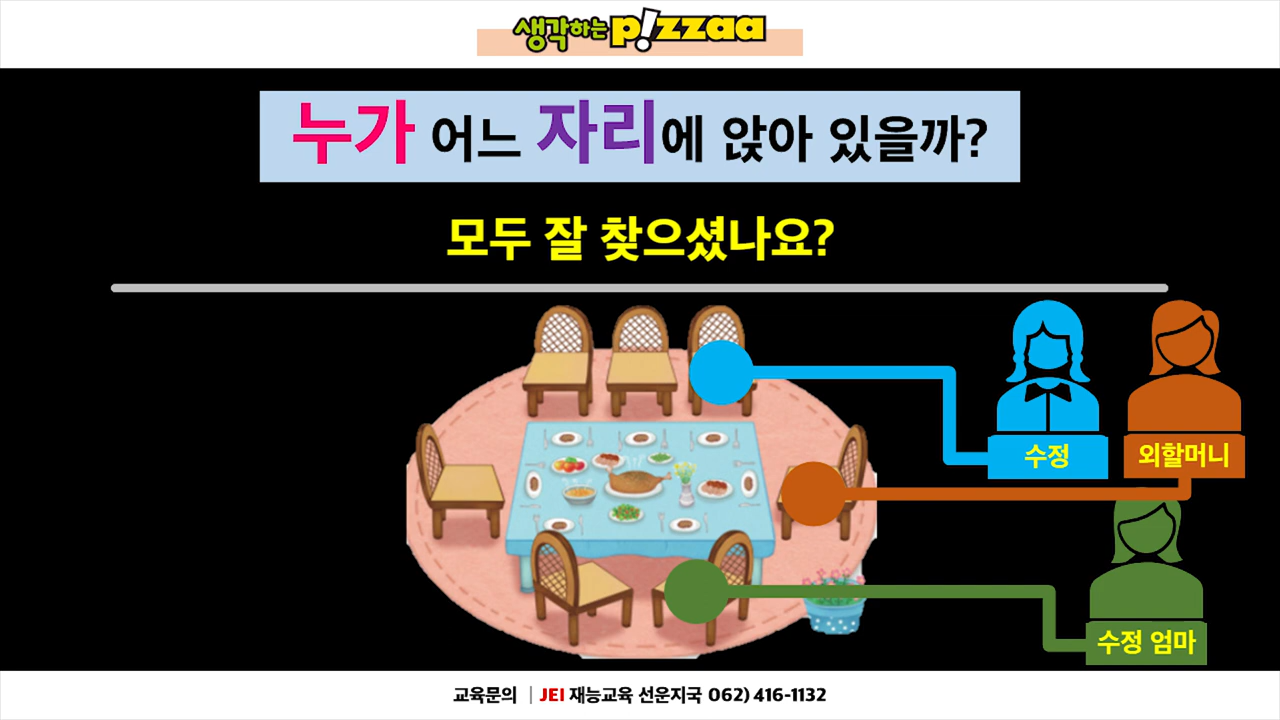 생각하는 p!zzaa
누가 어느 자리에 앉아 있을까?
모두 잘 찾으셨나요?
수정
외할머니
수정 엄마
교육문의 | JEI 재능교육 선운지국 062) 416-1132